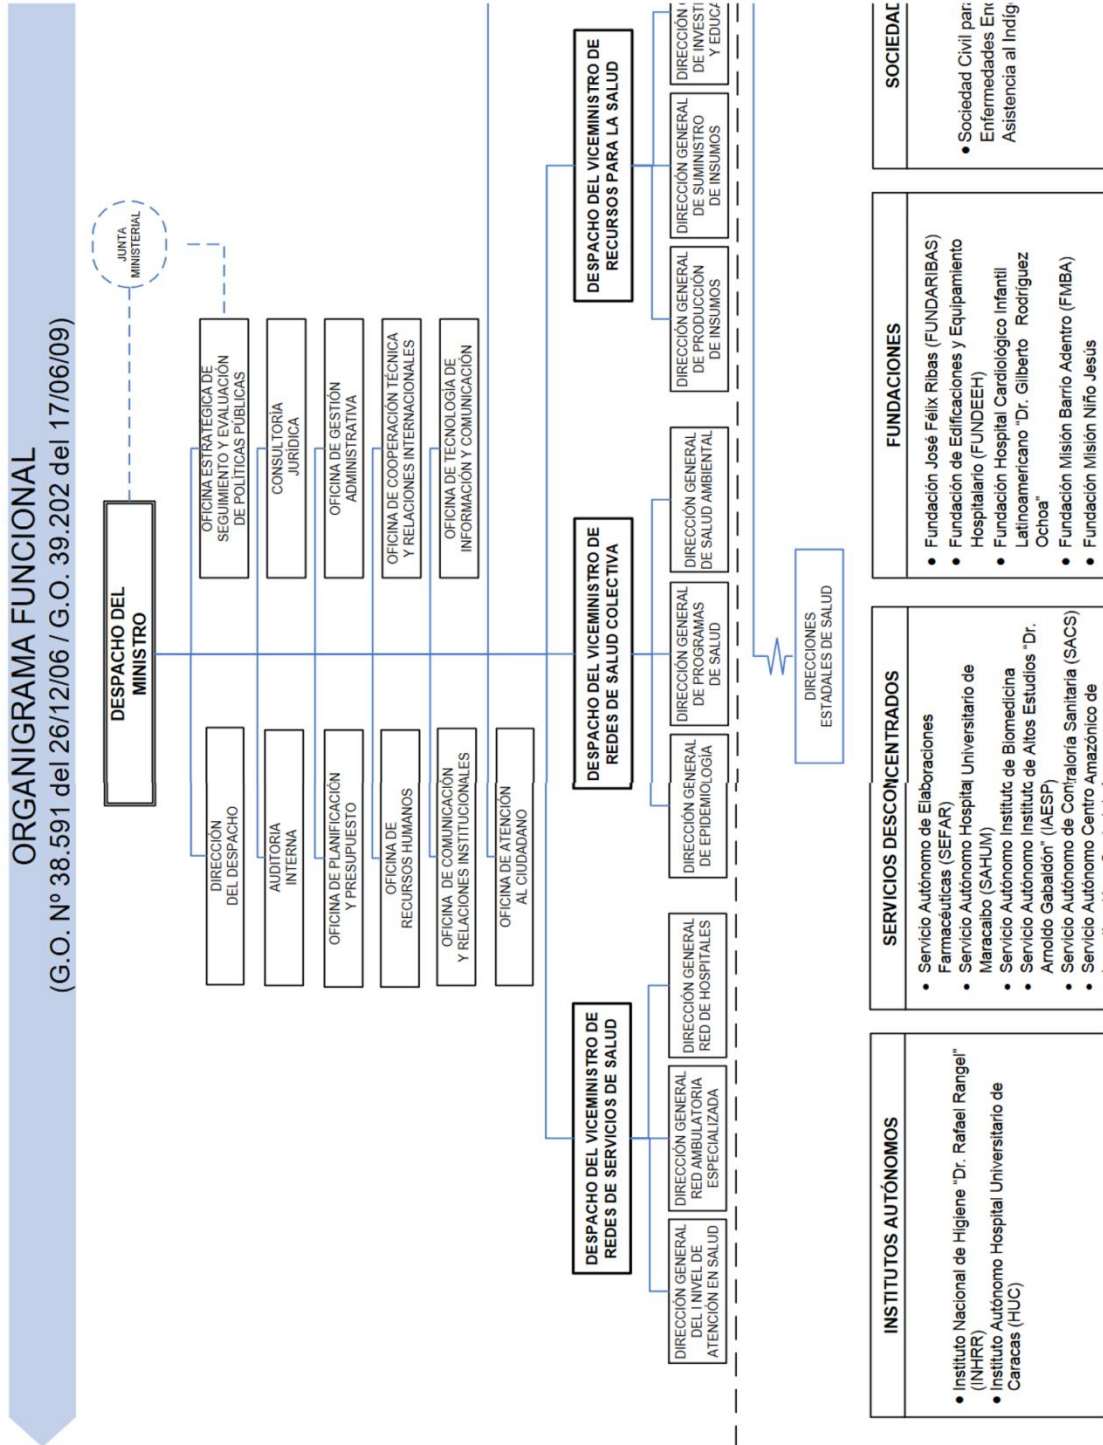 ORGANIGRAMA FUNCIONAL
(G.O. Nº 38.591 del 26/12/06 / G.O. 39.202 del 17/06/09)
DESPACHO DEL
MINISTRO
JUNTA
MINISTERIAL
DIRECCIÓN
DEL DESPACHO
OFICINA ESTRATÉGICA DE
SEGUIMIENTO Y EVALUACIÓN
DE POLÍTICAS PÚBLICAS
AUDITORIA
INTERNA
CONSULTORÍA
JURÍDICA
OFICINA DE PLANIFICACIÓN
Y PRESUPUESTO
OFICINA DE GESTIÓN
ADMINISTRATIVA
OFICINA DE
RECURSOS HUMANOS
OFICINA DE COOPERACIÓN TÉCNICA
Y RELACIONES INTERNACIONALES
OFICINA DE COMUNICACIÓN
Y RELACIONES INSTITUCIONALES
OFICINA DE TECNOLOGÍA DE
INFORMACIÓN Y COMUNICACIÓN
OFICINA DE ATENCIÓN
AL CIUDADANO
DESPACHO DEL VICEMINISTRO DE
REDES DE SERVICIOS DE SALUD
DESPACHO DEL VICEMINISTRO DE
REDES DE SALUD COLECTIVA
DESPACHO DEL VICEMINISTRO DE
RECURSOS PARA LA SALUD
DIRECCIÓN GENERAL
DEL I NIVEL DE
ATENCIÓN EN SALUD
DIRECCIÓN GENERAL
RED AMBULATORIA
ESPECIALIZADA
DIRECCIÓN GENERAL
RED DE HOSPITALES
DIRECCIÓN GENERAL
DE EPIDEMIOLOGÍA
DIRECCIÓN GENERAL
DE PROGRAMAS
DE SALUD
DIRECCIÓN GENERAL
DE SALUD AMBIENTAL
DIRECCIÓN GENERAL
DE PRODUCCIÓN
DE INSUMOS
DIRECCIÓN GENERAL
DE SUMINISTRO
DE INSUMOS
DIRECCIÓN
DE INVESTI
Y EDUCA
DIRECCIONES
ESTADALES DE SALUD
INSTITUTOS AUTÓNOMOS
• Instituto Nacional de Higiene "Dr. Rafael Rangel"
(INHRR)
• Instituto Autónomo Hospital Universitario de
Caracas (HUC)
SERVICIOS DESCONCENTRADOS
• Servicio Autónomo de Elaboraciones
Farmacéuticas (SEFAR)
• Servicio Autónomo Hospital Universitario de
Maracaibo (SAHUM)
• Servicio Autónomo Instituto de Biomedicina
• Servicio Autónomo Instituto de Altos Estudios "Dr.
Arnoldo Gabaldón" (IAESP)
• Servicio Autónomo de Contraloría Sanitaria (SACS)
• Servicio Autónomo Centro Amazónico de
FUNDACIONES
• Fundación José Félix Ribas (FUNDARIBAS)
• Fundación de Edificaciones y Equipamiento
Hospitalario (FUNDEEH)
• Fundación Hospital Cardiológico Infantil
Latinoamericano "Dr. Gilberto Rodríguez
Ochoa"
• Fundación Misión Barrio Adentro (FMBA)
• Fundación Misión Niño Jesús
SOCIEDAD
• Sociedad Civil para
Enfermedades End
Asistencia al Indíg